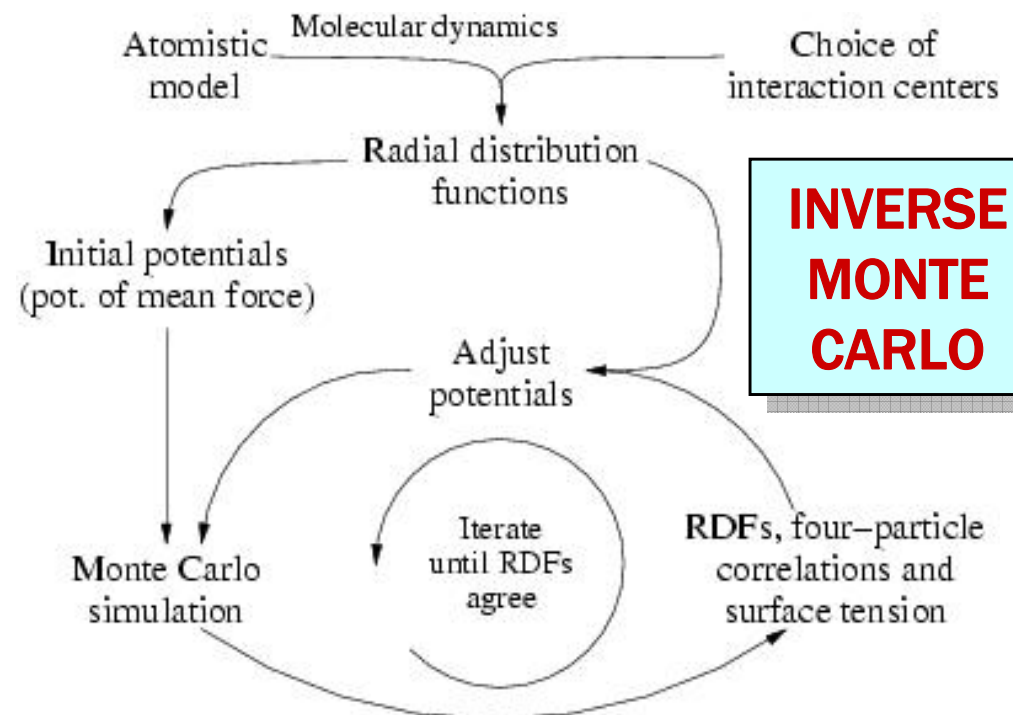 Atomistic
model
Molecular dynamics
Choice of
interaction centers
Radial distribution
functions
INVERSE
MONTE
CARLO
Initial potentials
(pot. of mean force)
Adjust
potentials
Iterate
until RDFs
agree
RDFs, four–particle
correlations and
surface tension
Monte Carlo
simulation